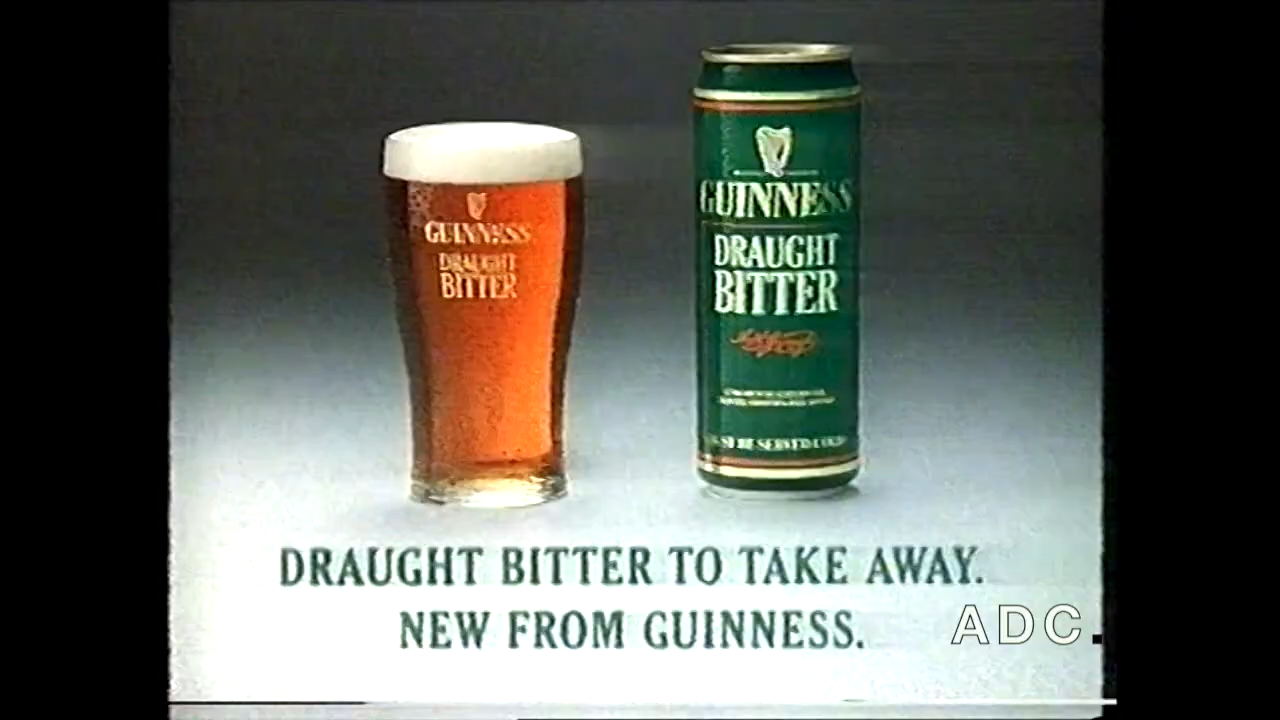 GUINNESS
DRAUGHT
BITTER
GUINNESS
DRAUGHT
BITTER
DRAUGHT BITTER TO TAKE AWAY.
NEW FROM GUINNESS.
ADC.